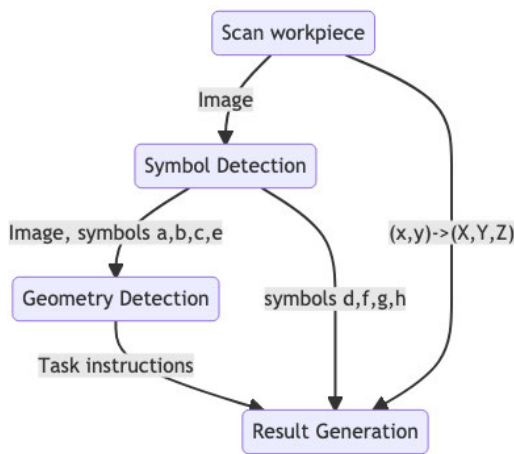 Scan workpiece
Image
Symbol Detection
Image, symbols a,b,c,e
(x,y)->(X,Y,Z)
Geometry Detection
symbols d,f,g,h
Task instructions
Result Generation